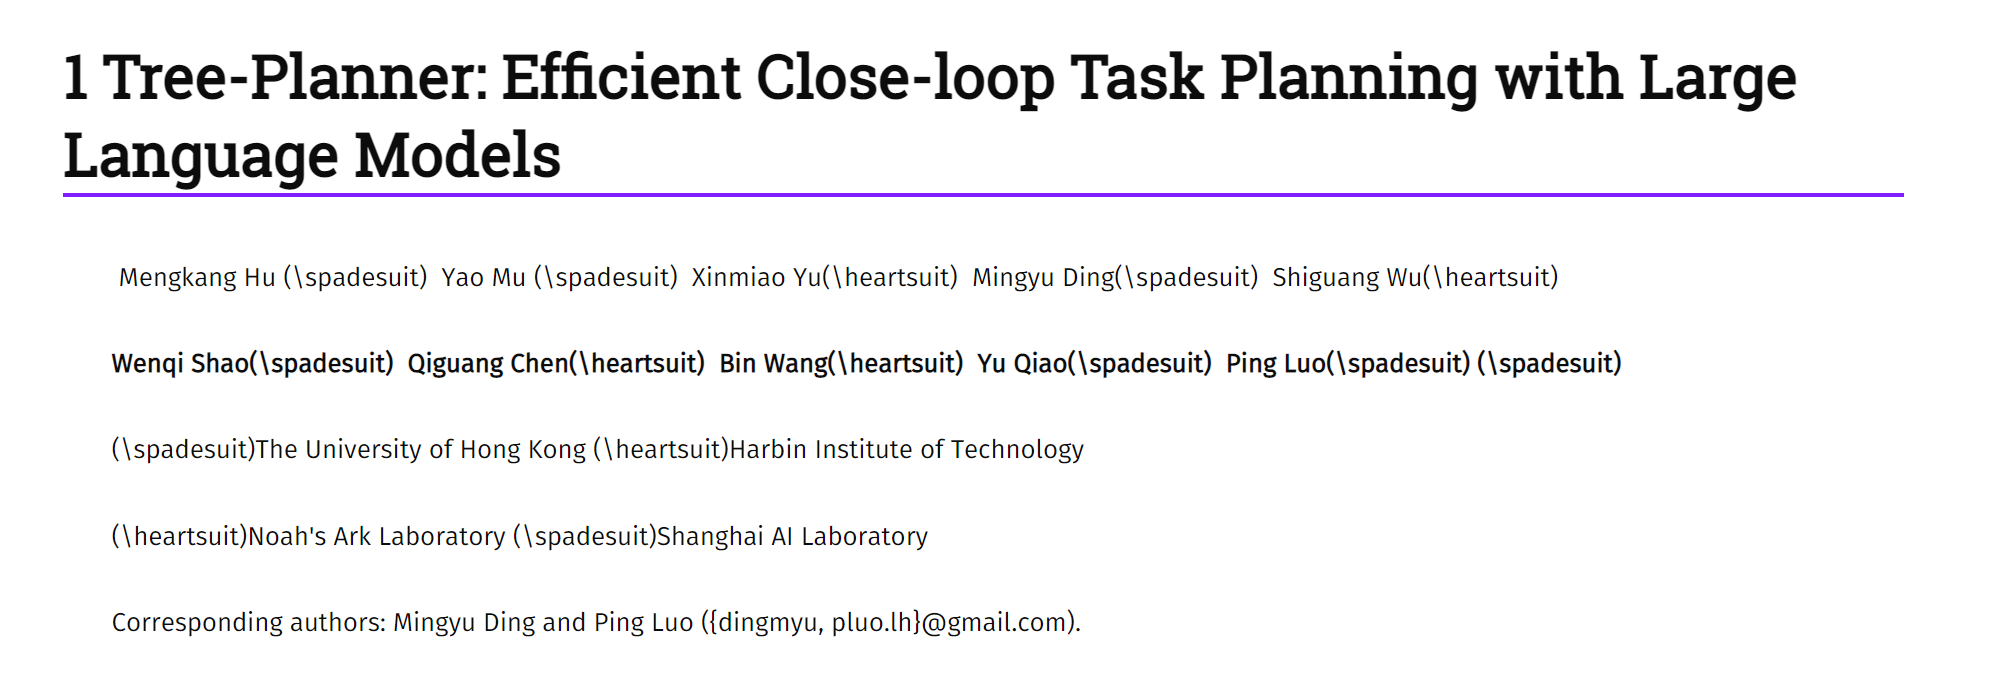 1 Tree-Planner: Efficient Close-loop Task Planning with Large
Language Models
Mengkang Hu (\spadesuit) Yao Mu (\spadesuit) Xinmiao Yu(\heartsuit) Mingyu Ding(\spadesuit) Shiguang Wu(\heartsuit)
Wenqi Shao(\spadesuit) Qiguang Chen(\heartsuit) Bin Wang(\heartsuit) Yu Qiao(\spadesuit) Ping Luo(\spadesuit) (\spadesuit)
(\spadesuit)The University of Hong Kong (\heartsuit)Harbin Institute of Technology
(\heartsuit)Noah's Ark Laboratory (\spadesuit)Shanghai AI Laboratory
Corresponding authors: Mingyu Ding and Ping Luo ({dingmyu, pluo.lh}@gmail.com).